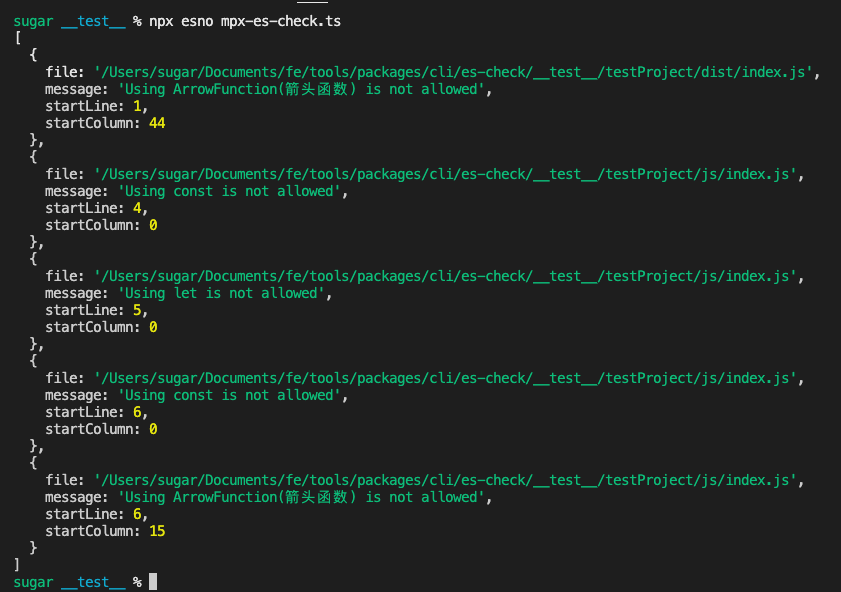 sugar __test__ % npx esno mpx-es-check.ts
[
  {
    file: '/Users/sugar/Documents/fe/tools/packages/cli/es-check/__test__/testProject/dist/index.js',
    message: 'Using ArrowFunction(箭头函数) is not allowed',
    startLine: 1,
    startColumn: 44
  },
  {
    file: '/Users/sugar/Documents/fe/tools/packages/cli/es-check/__test__/testProject/js/index.js',
    message: 'Using const is not allowed',
    startLine: 4,
    startColumn: 0
  },
  {
    file: '/Users/sugar/Documents/fe/tools/packages/cli/es-check/__test__/testProject/js/index.js',
    message: 'Using let is not allowed',
    startLine: 5,
    startColumn: 0
  },
  {
    file: '/Users/sugar/Documents/fe/tools/packages/cli/es-check/__test__/testProject/js/index.js',
    message: 'Using const is not allowed',
    startLine: 6,
    startColumn: 0
  },
  {
    file: '/Users/sugar/Documents/fe/tools/packages/cli/es-check/__test__/testProject/js/index.js',
    message: 'Using ArrowFunction(箭头函数) is not allowed',
    startLine: 6,
    startColumn: 15
  }
]
sugar __test__ %